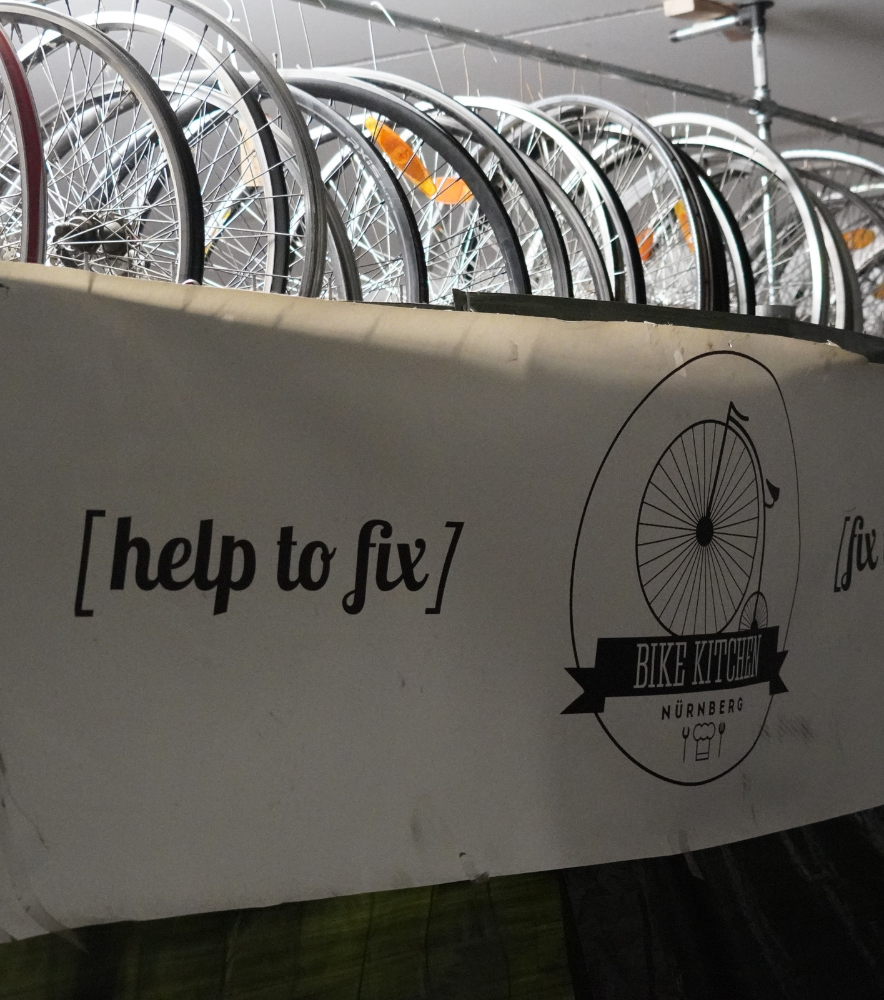 [help to fix]
BIKE KITCHEN
NÜRNBERG
[fix